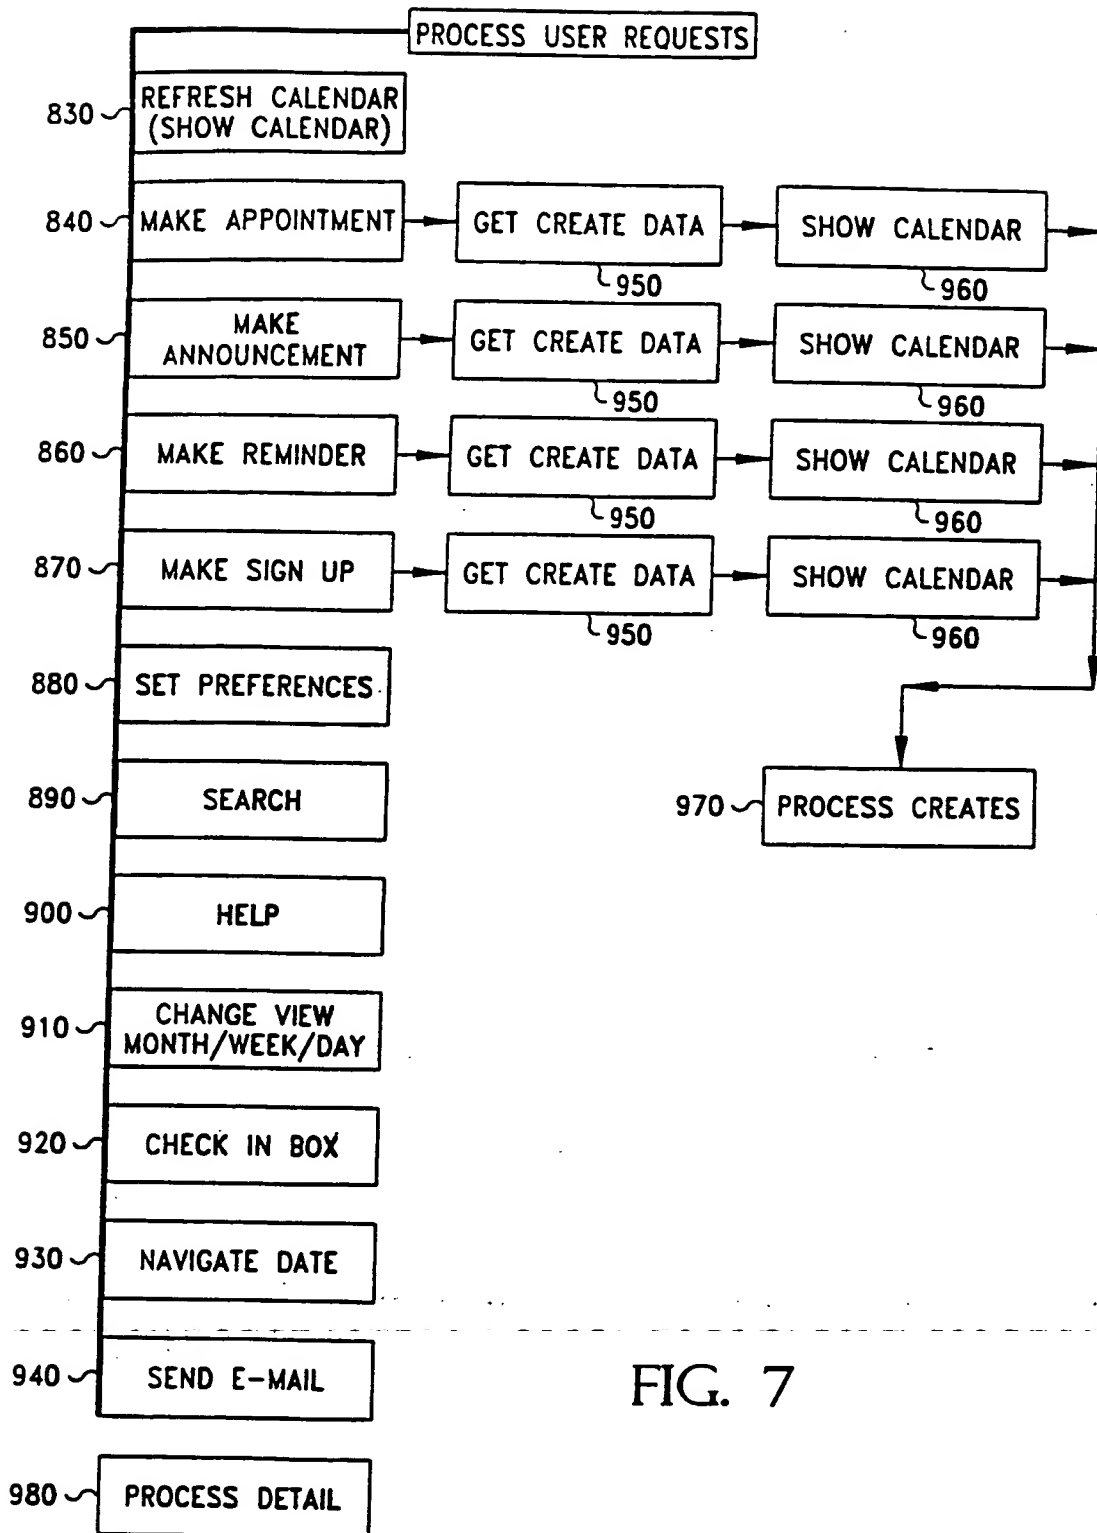 PROCESS USER REQUESTS
830 REFRESH CALENDAR
(SHOW CALENDAR)
840 MAKE APPOINTMENT GET CREATE DATA SHOW CALENDAR
950 960
850 MAKE
ANNOUNCEMENT GET CREATE DATA SHOW CALENDAR
950 960
860 MAKE REMINDER GET CREATE DATA SHOW CALENDAR
950 960
870 MAKE SIGN UP GET CREATE DATA SHOW CALENDAR
950 960
880 SET PREFERENCES
890 SEARCH
970 PROCESS CREATES
900 HELP
910 CHANGE VIEW
MONTH/WEEK/DAY
920 CHECK IN BOX
930 NAVIGATE DATE
940 SEND E-MAIL
FIG. 7
980 PROCESS DETAIL